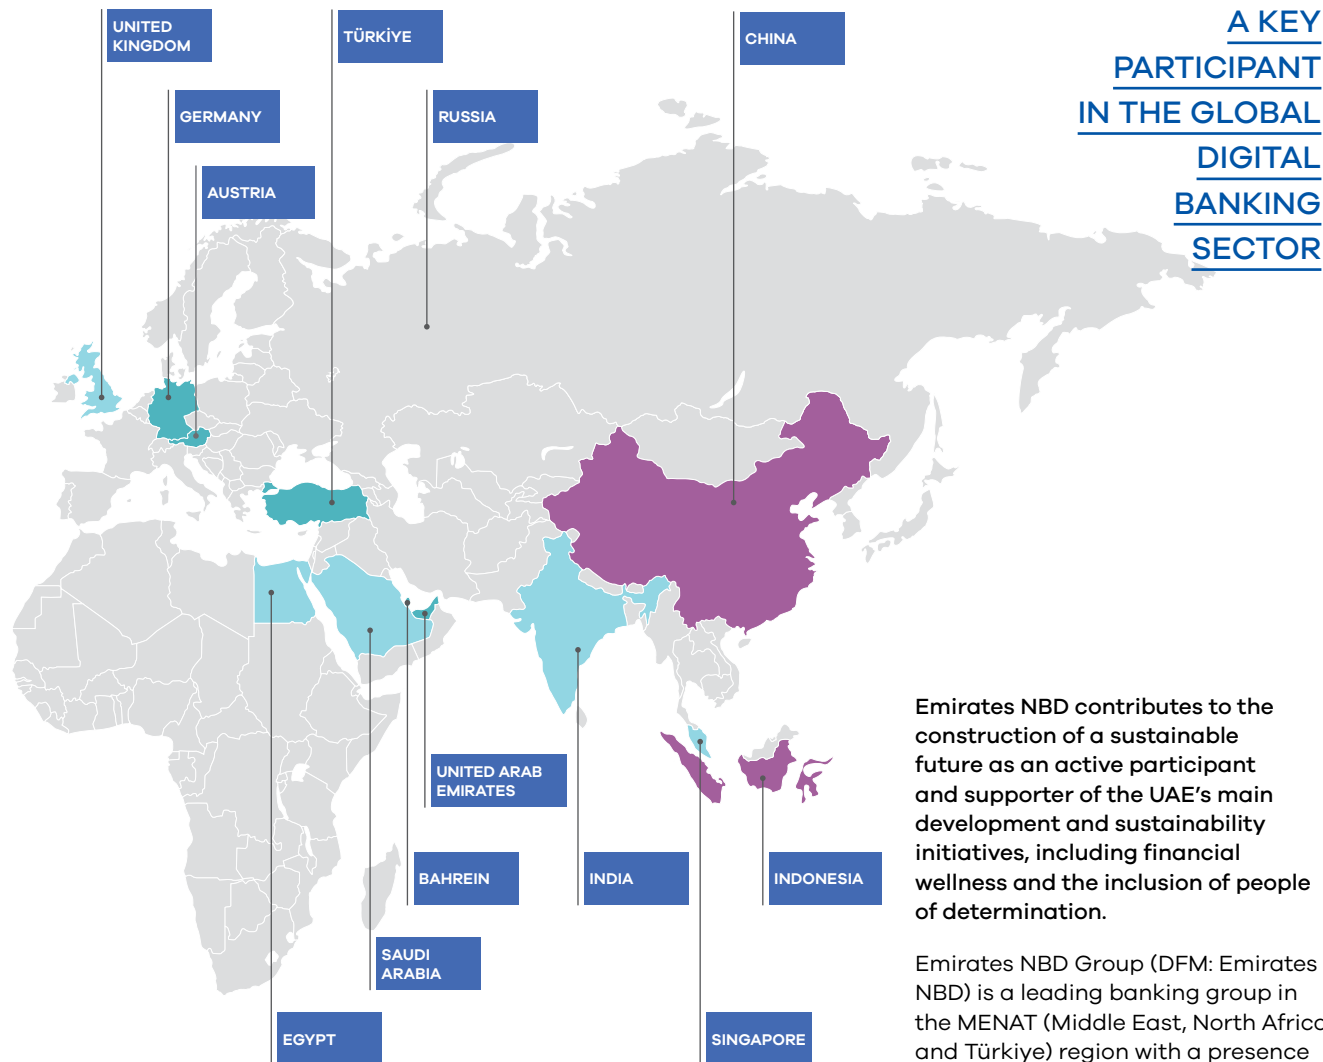 UNITED
KINGDOM
TÜRKİYE
CHINA
GERMANY
RUSSIA
AUSTRIA
A KEY
PARTICIPANT
IN THE GLOBAL
DIGITAL
BANKING
SECTOR
UNITED ARAB
EMIRATES
BAHREIN
INDIA
INDONESIA
SAUDI
ARABIA
EGYPT
SINGAPORE
Emirates NBD contributes to the
construction of a sustainable
future as an active participant
and supporter of the UAE’s main
development and sustainability
initiatives, including financial
wellness and the inclusion of people
of determination.
Emirates NBD Group (DFM: Emirates
NBD) is a leading banking group in
the MENAT (Middle East, North Africa
and Türkiye) region with a presence